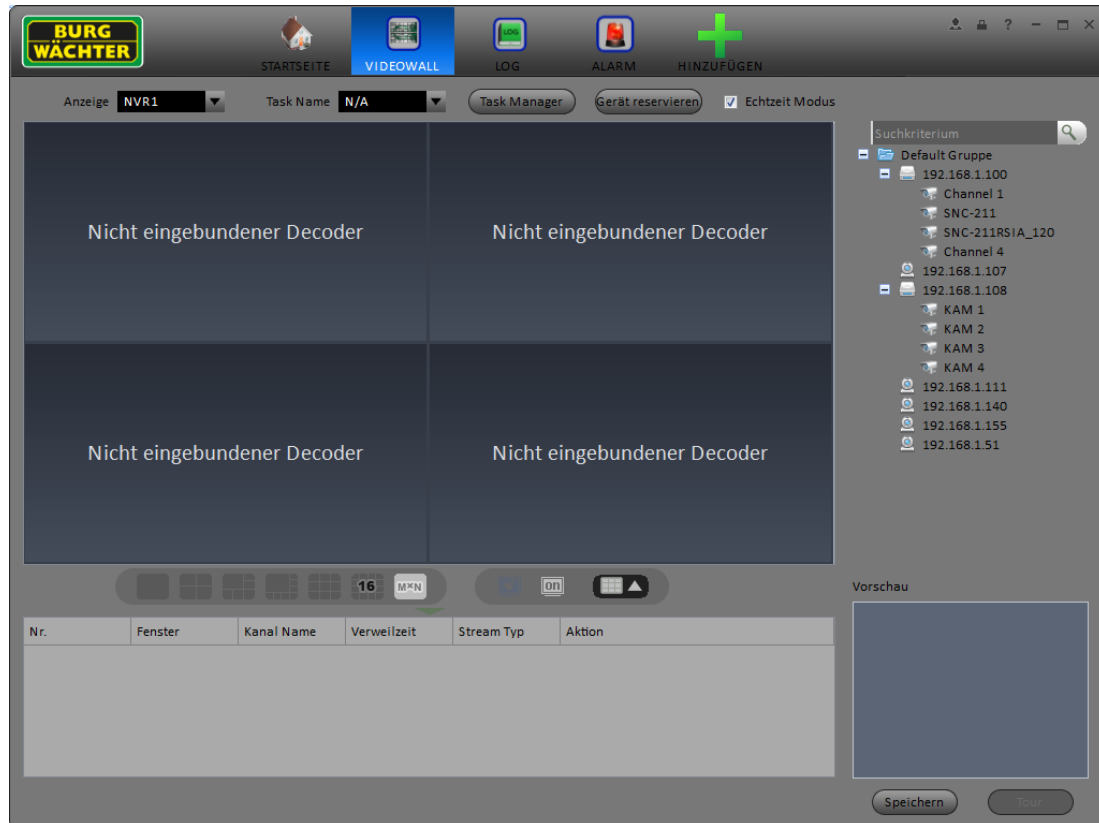 BURG
WÄCHTER
STARTSEITE
VIDEOWALL
LOG
LOG
ALARM
HINZUFÜGEN
?
Anzeige NVR1 Task Name N/A Task Manager Gerät reservieren Echtzeit Modus
Nicht eingebundener Decoder Nicht eingebundener Decoder
Nicht eingebundener Decoder Nicht eingebundener Decoder
Suchkriterium
Default Gruppe
192.168.1.100
Channel 1
SNC-211
SNC-211RSIA_120
Channel 4
192.168.1.107
192.168.1.108
KAM 1
KAM 2
KAM 3
KAM 4
192.168.1.111
192.168.1.140
192.168.1.155
192.168.1.51
16 M×N on
Nr. Fenster Kanal Name Verweilzeit Stream Typ Aktion
Vorschau
Speichern Tour